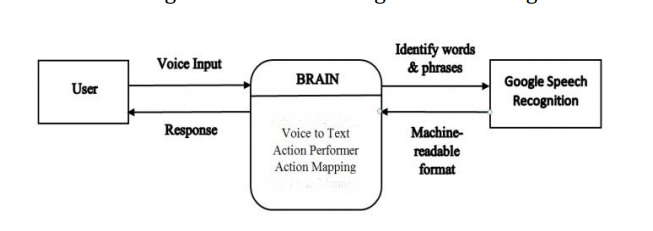 Voice Input
User
Response
BRAIN
Voice to Text
Action Performer
Action Mapping
Identify words
& phrases
Machine-
readable
format
Google Speech
Recognition